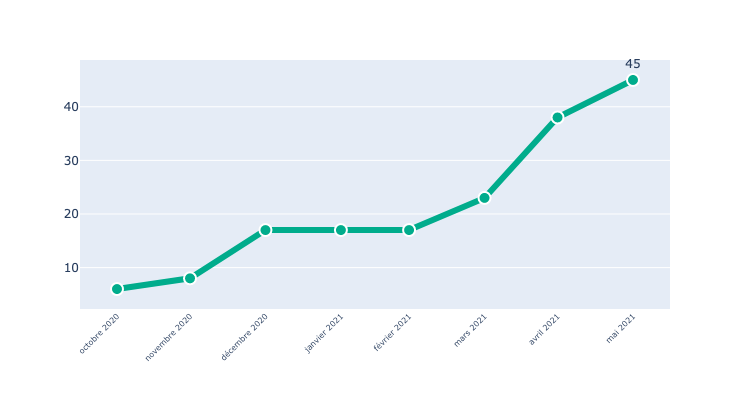 45
40
30
20
10
octobre 2020
novembre 2020
décembre 2020
janvier 2021
février 2021
mars 2021
avril 2021
mai 2021